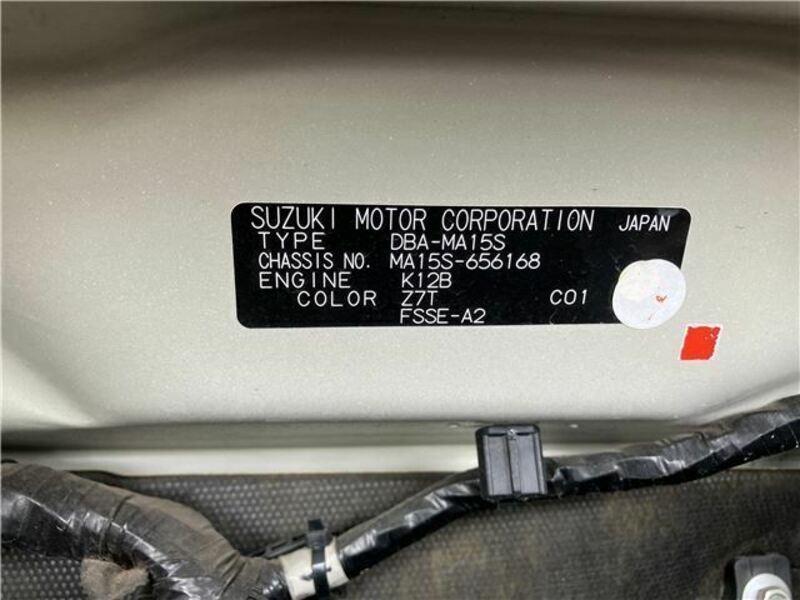 SUZUKI MOTOR CORPORATION JAPAN
TYPE DBA-MA15S
CHASSIS NO. MA15S-656168
ENGINE K12B
COLOR Z7T C01
FSSE-A2